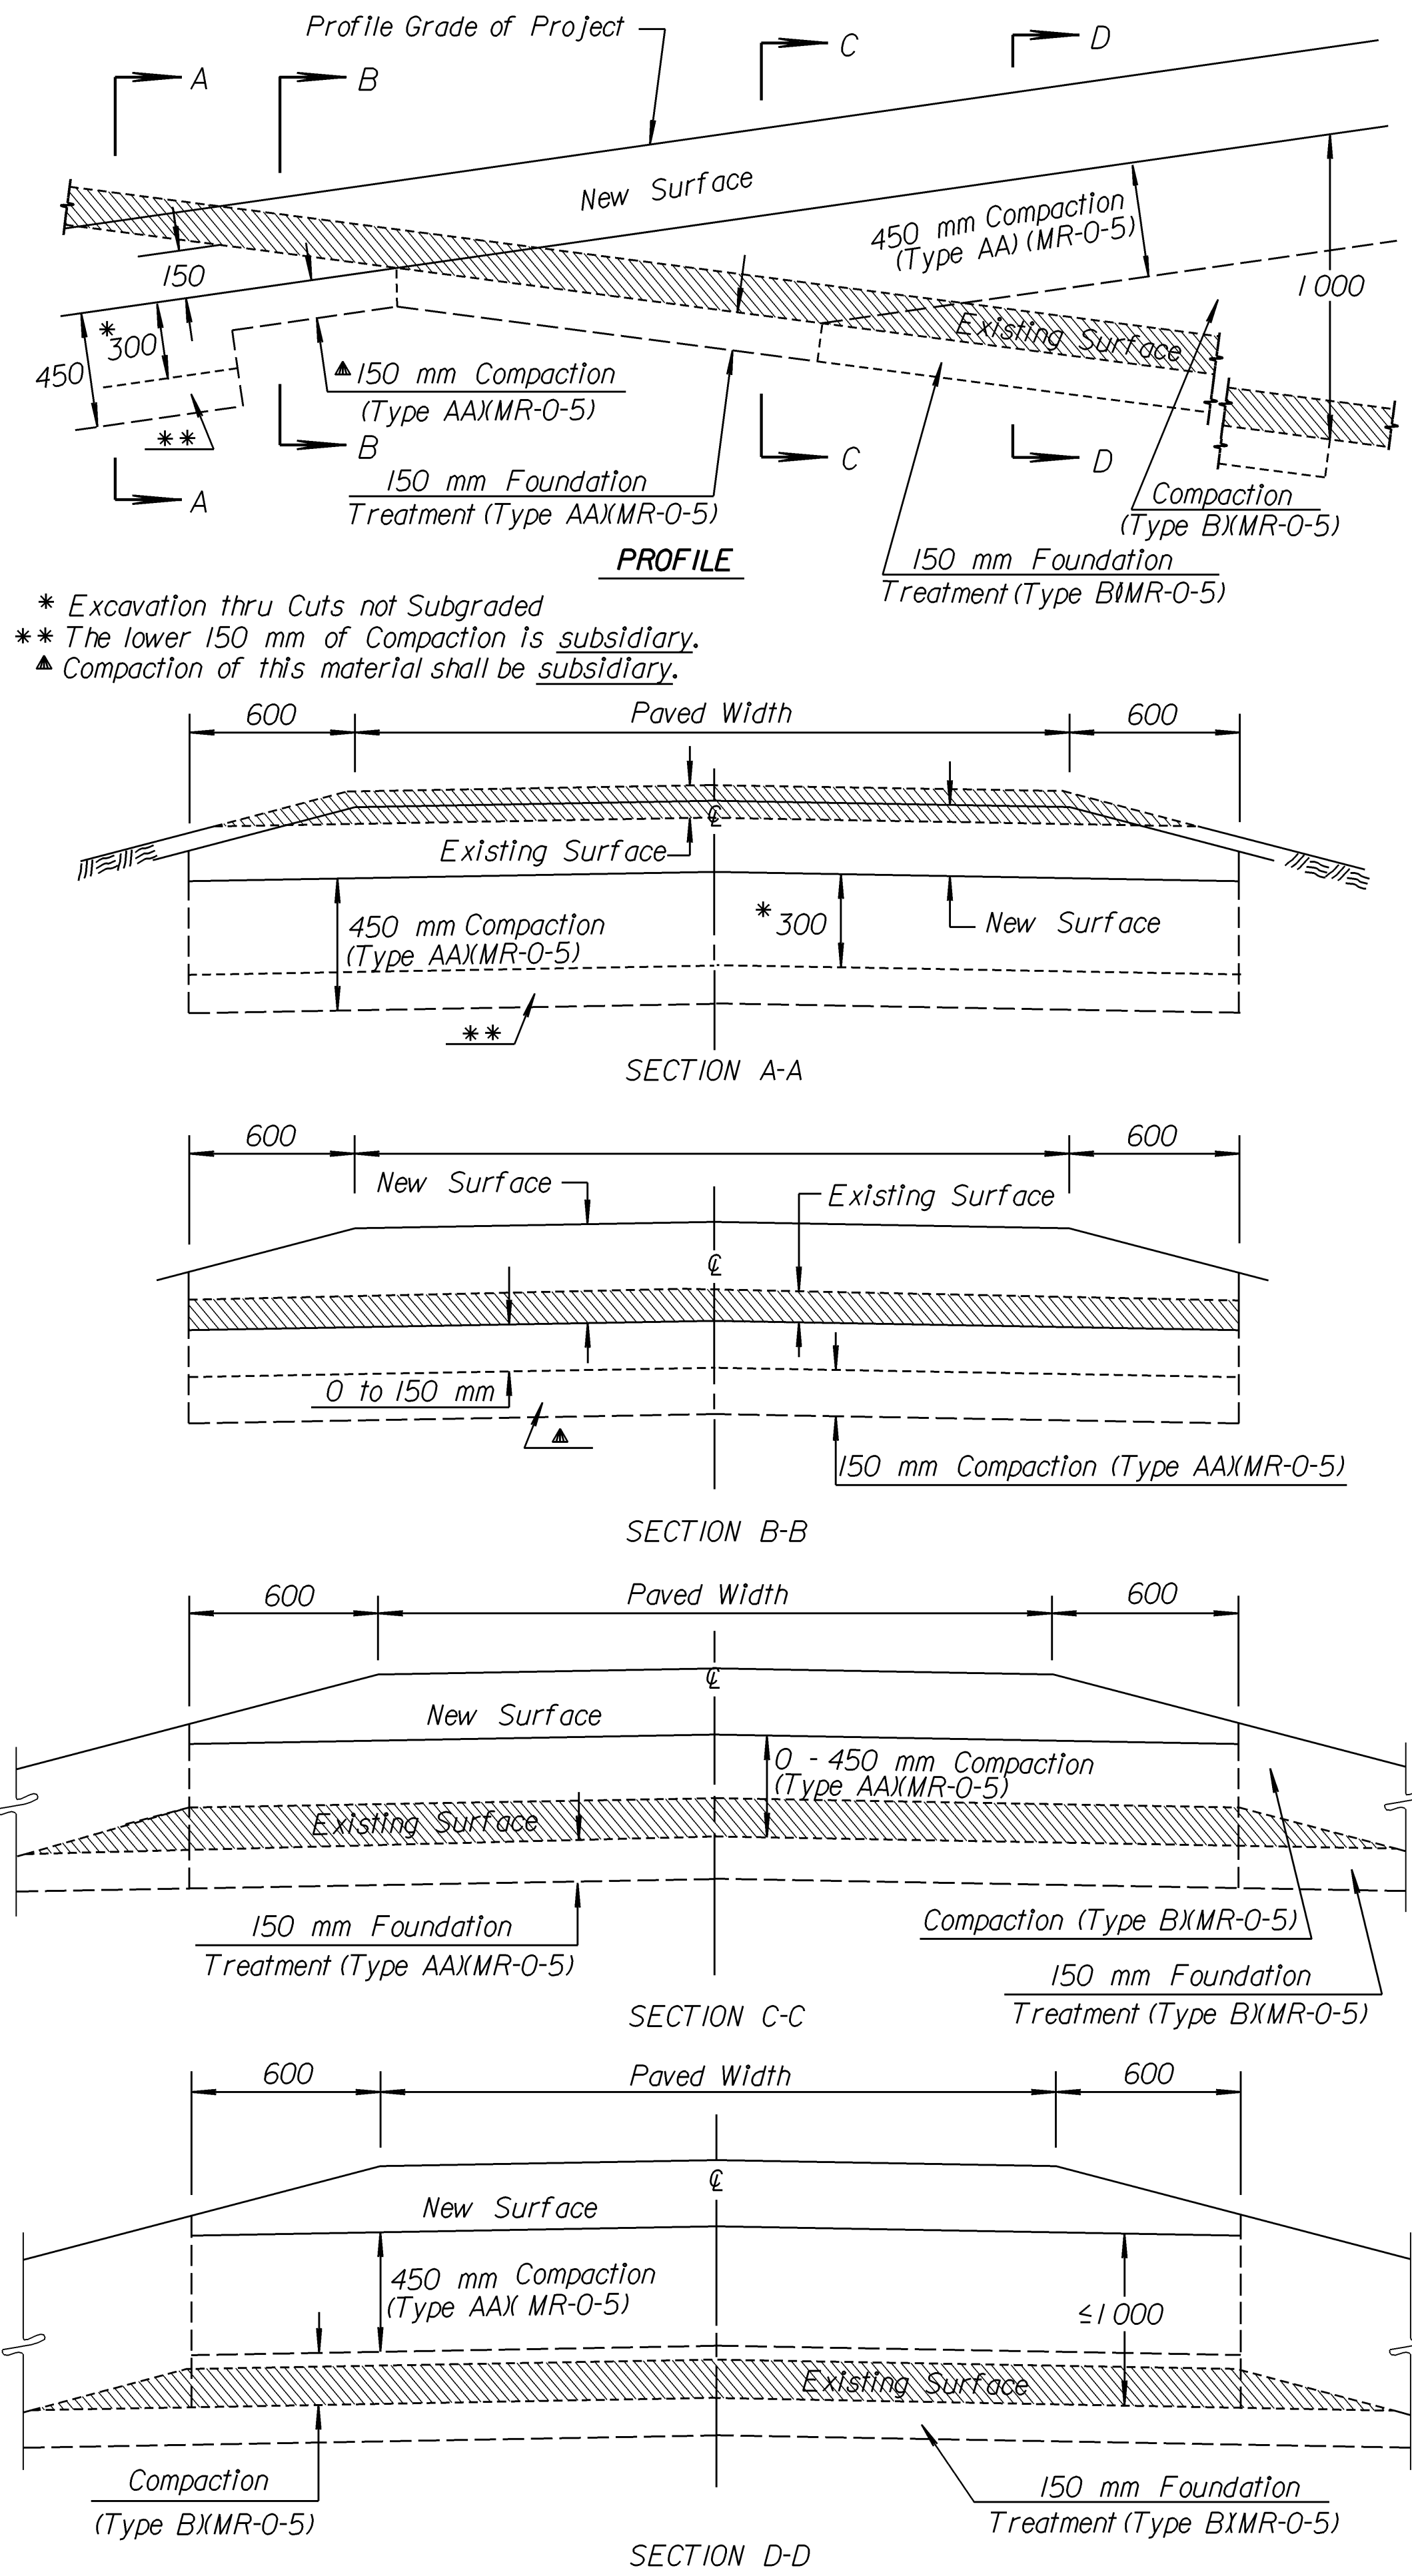 Profile Grade of Project
A
B
C
D
New Surface
450 mm Compaction
(Type AA) (MR-0-5)
150
1 000
*
300
450
Existing Surface
▲ 150 mm Compaction
(Type AA)(MR-0-5)
**
B
C
D
A
150 mm Foundation
Treatment (Type AA)(MR-0-5)
Compaction
(Type B)(MR-0-5)
PROFILE
150 mm Foundation
Treatment (Type B)(MR-0-5)
* Excavation thru Cuts not Subgraded
** The lower 150 mm of Compaction is subsidiary.
▲ Compaction of this material shall be subsidiary.
600
Paved Width
600
℄
Existing Surface
450 mm Compaction
(Type AA)(MR-0-5)
*300
New Surface
**
SECTION A-A
600
600
New Surface
Existing Surface
℄
0 to 150 mm
▲
150 mm Compaction (Type AA)(MR-0-5)
SECTION B-B
600
Paved Width
600
℄
New Surface
0 - 450 mm Compaction
(Type AA)(MR-0-5)
Existing Surface
150 mm Foundation
Treatment (Type AA)(MR-0-5)
Compaction (Type B)(MR-0-5)
150 mm Foundation
Treatment (Type B)(MR-0-5)
SECTION C-C
600
Paved Width
600
℄
New Surface
450 mm Compaction
(Type AA)( MR-0-5)
≤1 000
Existing Surface
Compaction
(Type B)(MR-0-5)
150 mm Foundation
Treatment (Type B)(MR-0-5)
SECTION D-D